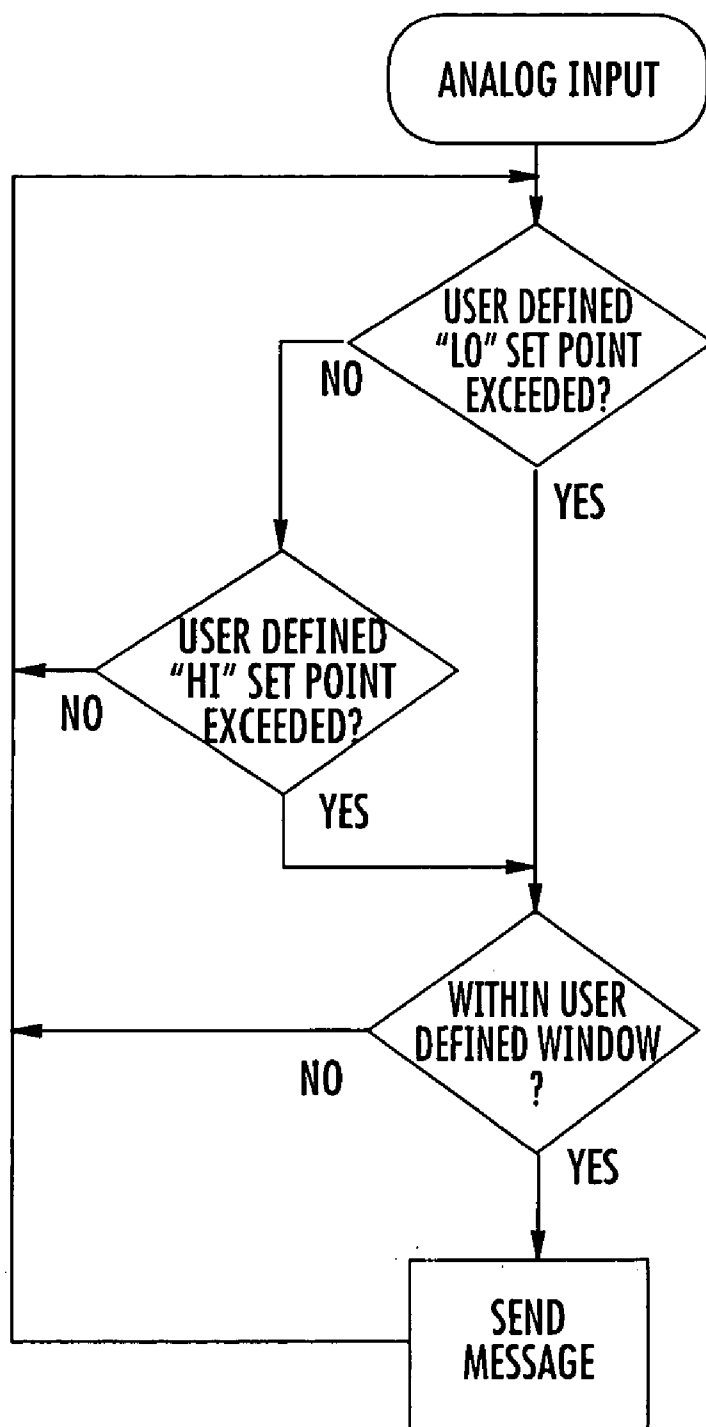 ANALOG INPUT
USER DEFINED
"LO" SET POINT
EXCEEDED?
NO
YES
USER DEFINED
"HI" SET POINT
EXCEEDED?
NO
YES
WITHIN USER
DEFINED WINDOW
?
NO
YES
SEND
MESSAGE